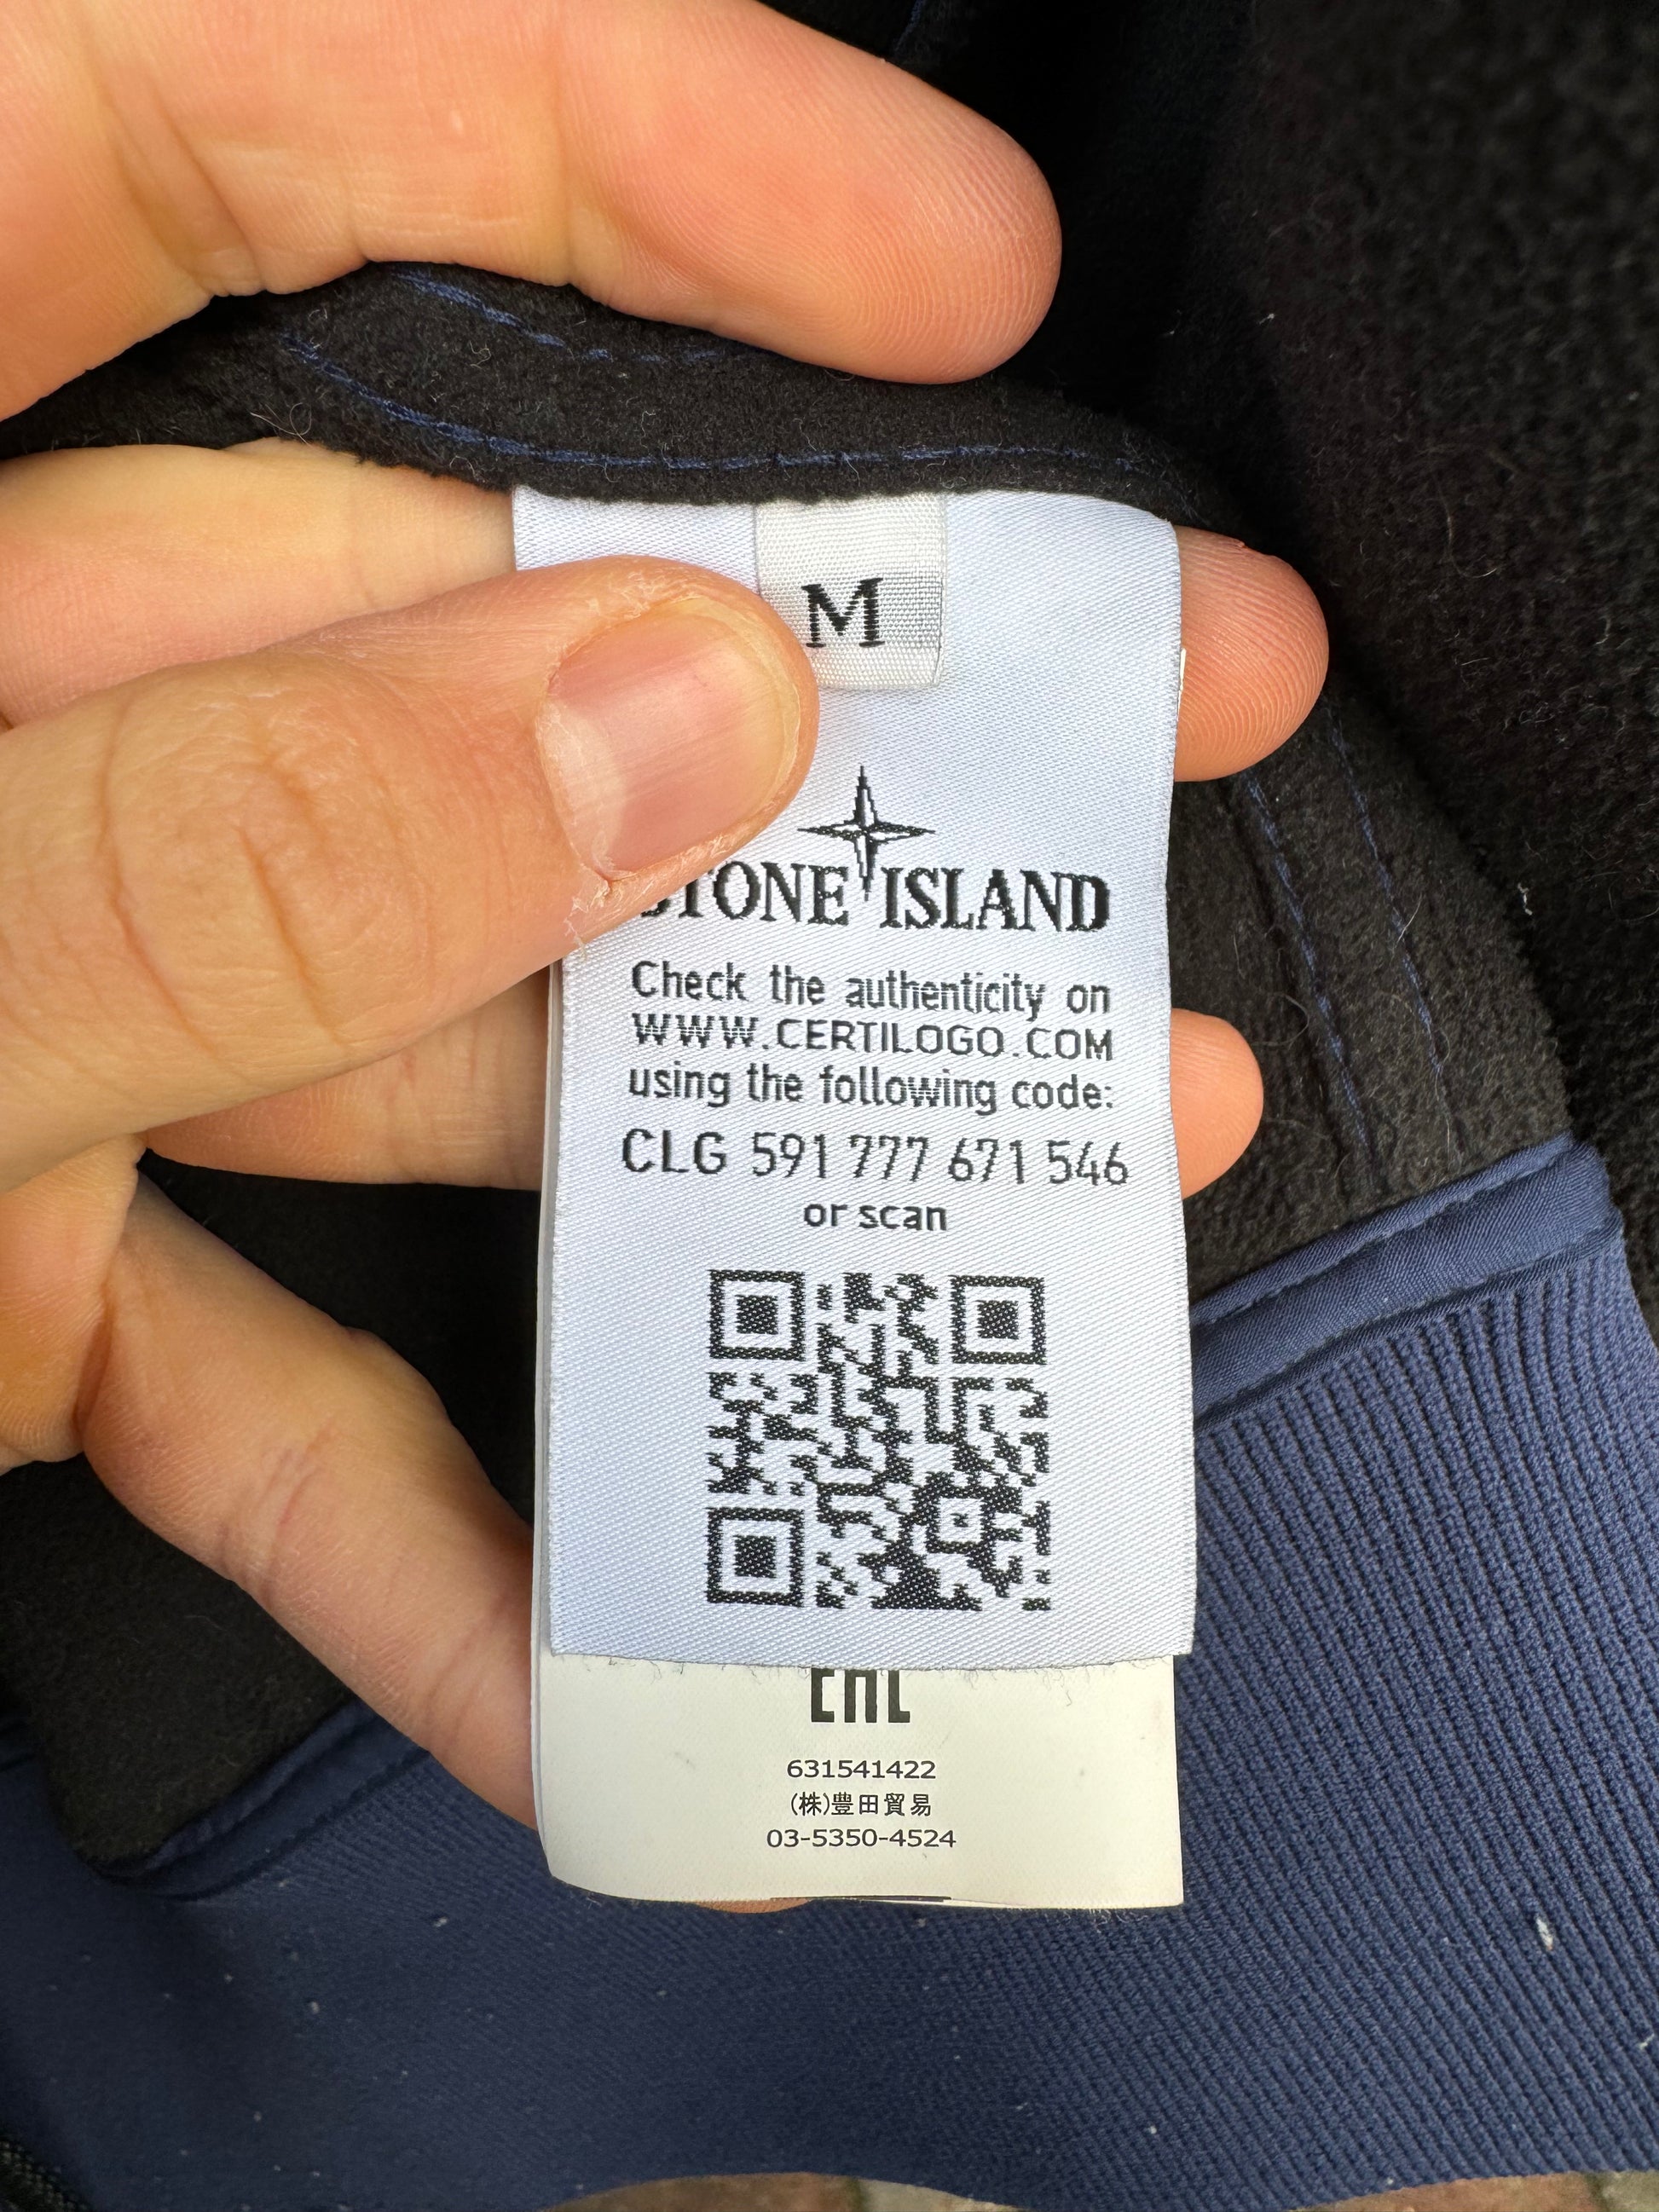 M
STONE ISLAND
Check the authenticity on
WWW.CERTILOGO.COM
using the following code:
CLG 591 777 671 546
or scan
EAC
631541422
(株)豊田貿易
03-5350-4524